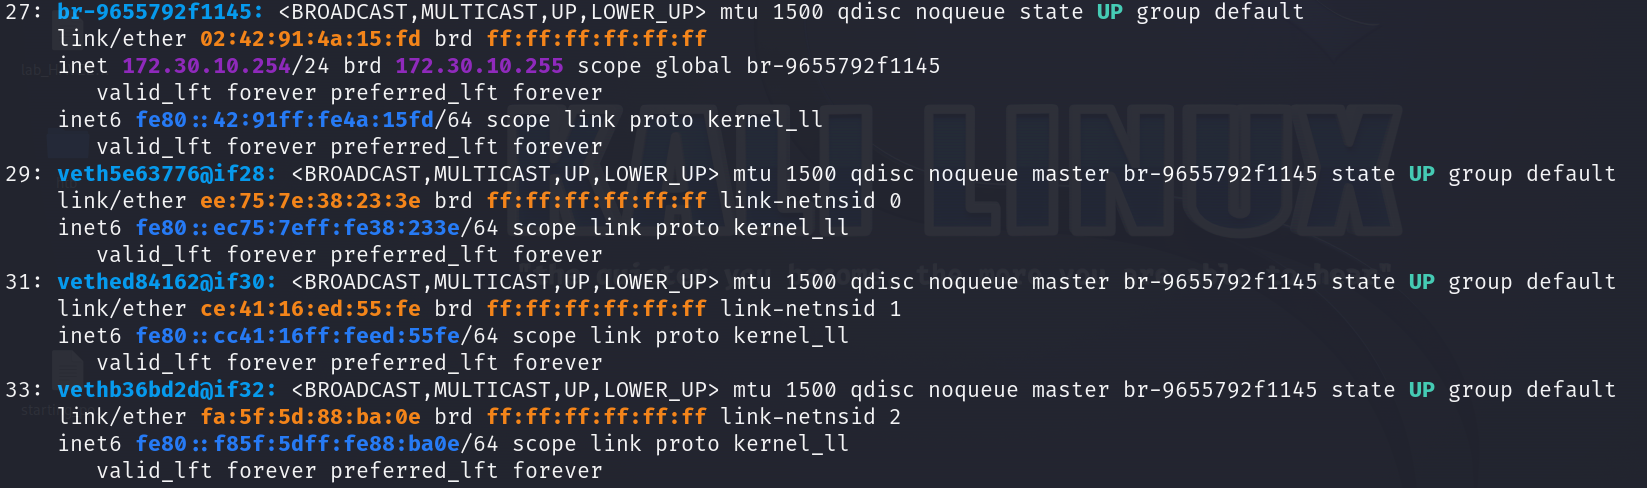 27: br-9655792f1145: <BROADCAST,MULTICAST,UP,LOWER_UP> mtu 1500 qdisc noqueue state UP group default
link/ether 02:42:91:4a:15:fd brd ff:ff:ff:ff:ff:ff
inet 172.30.10.254/24 brd 172.30.10.255 scope global br-9655792f1145
valid_lft forever preferred_lft forever
inet6 fe80::42:91ff:fe4a:15fd/64 scope link proto kernel_ll
valid_lft forever preferred_lft forever
29: veth5e63776@if28: <BROADCAST,MULTICAST,UP,LOWER_UP> mtu 1500 qdisc noqueue master br-9655792f1145 state UP group default
link/ether ee:75:7e:38:23:3e brd ff:ff:ff:ff:ff:ff link-netnsid 0
inet6 fe80::ec75:7eff:fe38:233e/64 scope link proto kernel_ll
valid_lft forever preferred_lft forever
31: vethed84162@if30: <BROADCAST,MULTICAST,UP,LOWER_UP> mtu 1500 qdisc noqueue master br-9655792f1145 state UP group default
link/ether ce:41:16:ed:55:fe brd ff:ff:ff:ff:ff:ff link-netnsid 1
inet6 fe80::cc41:16ff:feed:55fe/64 scope link proto kernel_ll
valid_lft forever preferred_lft forever
33: vethb36bd2d@if32: <BROADCAST,MULTICAST,UP,LOWER_UP> mtu 1500 qdisc noqueue master br-9655792f1145 state UP group default
link/ether fa:5f:5d:88:ba:0e brd ff:ff:ff:ff:ff:ff link-netnsid 2
inet6 fe80::f85f:5dff:fe88:ba0e/64 scope link proto kernel_ll
valid_lft forever preferred_lft forever
KALI LINUX